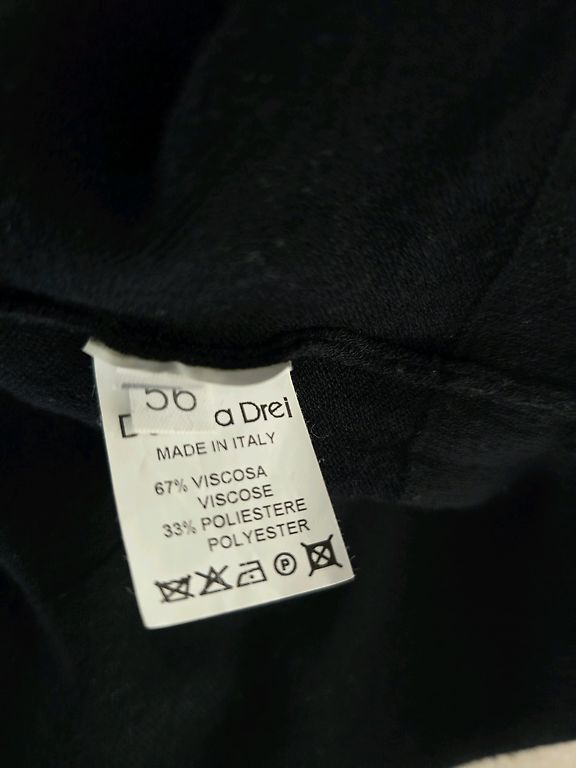 56
a Drei
MADE IN ITALY
67% VISCOSA
VISCOSE
33% POLIESTERE
POLYESTER
P